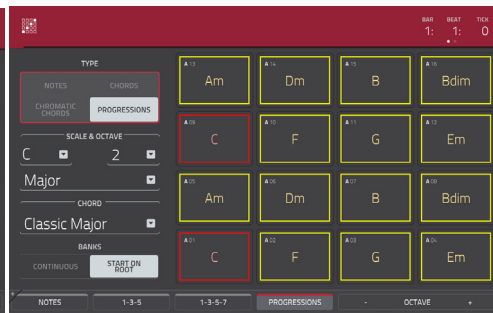 BAR BEAT TICK
1: 1: 0
TYPE
NOTES CHORDS
CHROMATIC CHORDS PROGRESSIONS
SCALE & OCTAVE
C 2
Major
CHORD
Classic Major
BANKS
CONTINUOUS START ON ROOT
A 13 A 14 A 15 A 16
Am Dm B Bdim
A 09 A 10 A 11 A 12
C F G Em
A 05 A 06 A 07 A 08
Am Dm B Bdim
A 01 A 02 A 03 A 04
C F G Em
NOTES 1-3-5 1-3-5-7 PROGRESSIONS - OCTAVE +